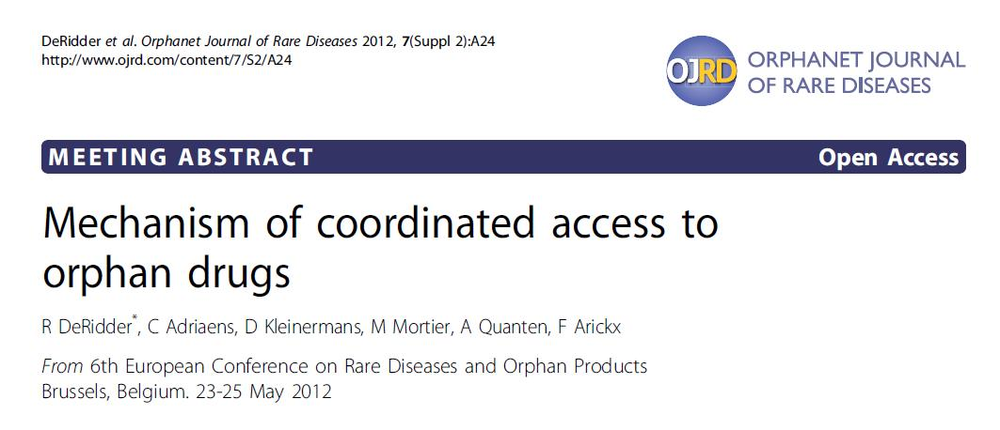 DeRidder et al. Orphanet Journal of Rare Diseases 2012, 7(Suppl 2):A24
http://www.ojrd.com/content/7/S2/A24
OJRD
ORPHANET JOURNAL
OF RARE DISEASES
MEETING ABSTRACT
Open Access
Mechanism of coordinated access to
orphan drugs
R DeRidder*, C Adriaens, D Kleinermans, M Mortier, A Quanten, F Arickx
From 6th European Conference on Rare Diseases and Orphan Products
Brussels, Belgium. 23-25 May 2012